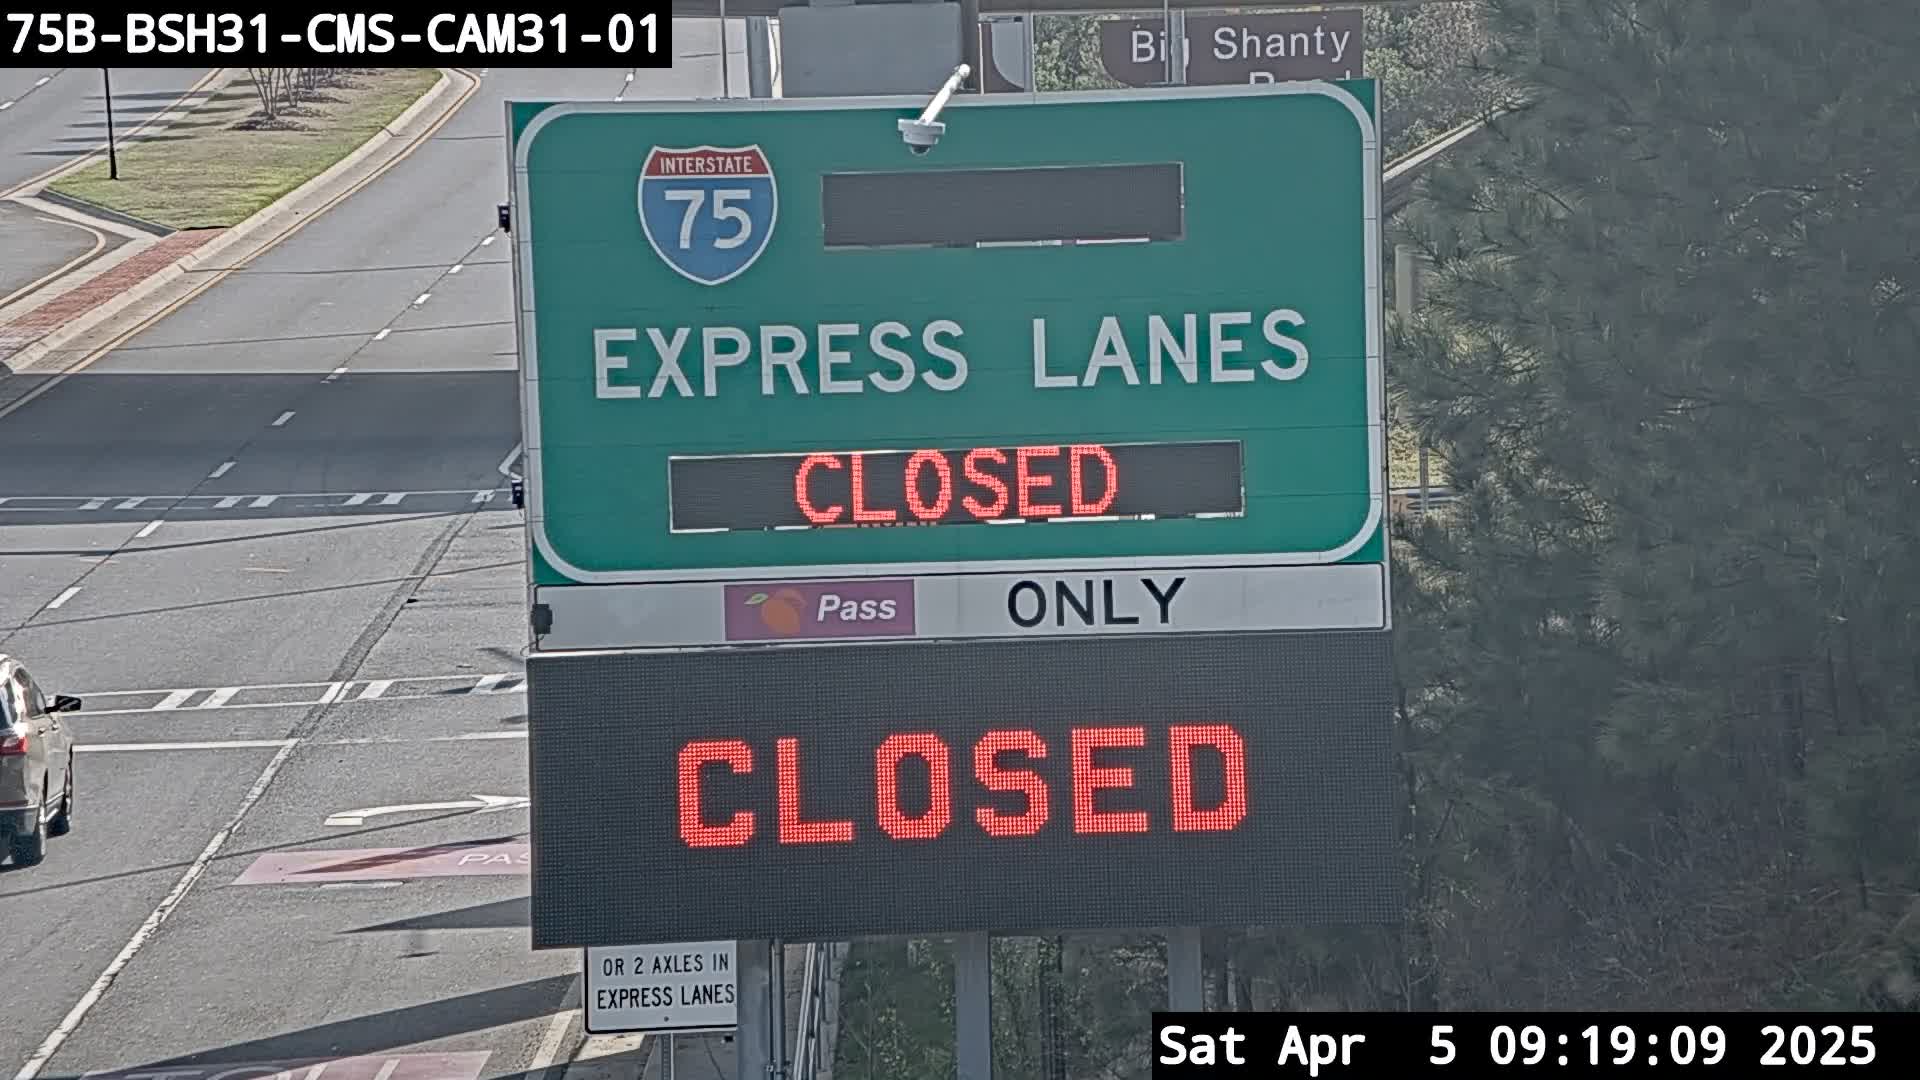 75B-BSH31-CMS-CAM31-01
Big Shanty
INTERSTATE
75
EXPRESS LANES
CLOSED
Pass ONLY
CLOSED
OR 2 AXLES IN
EXPRESS LANES
Sat Apr 5 09:19:09 2025